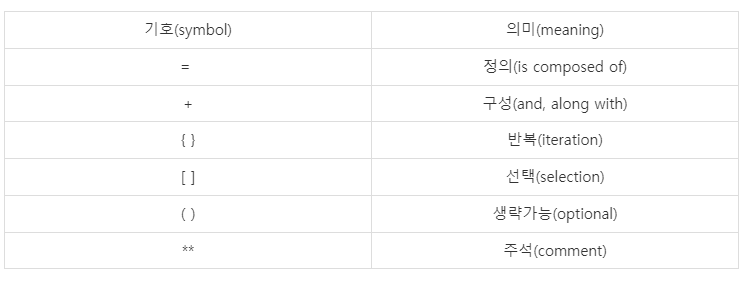 기호(symbol) 의미(meaning)
= 정의(is composed of)
+ 구성(and, along with)
{ } 반복(iteration)
[ ] 선택(selection)
( ) 생략가능(optional)
** 주석(comment)